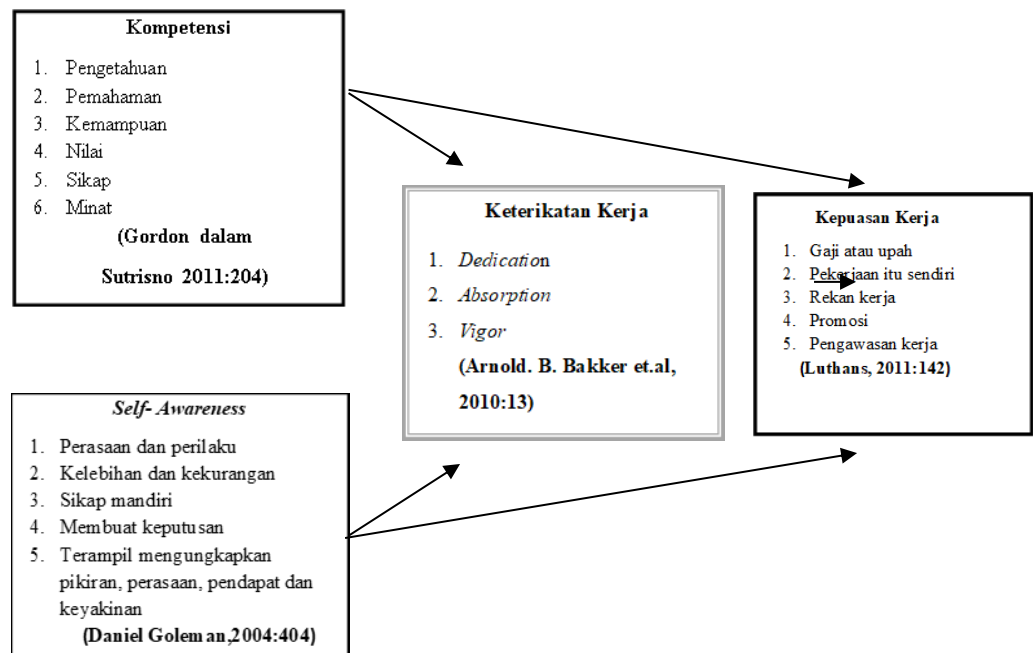 Kompetensi
1. Pengetahuan
2. Pemahaman
3. Kemampuan
4. Nilai
5. Sikap
6. Minat
(Gordon dalam
Sutrisno 2011:204)
Self- Awareness
1. Perasaan dan perilaku
2. Kelebihan dan kekurangan
3. Sikap mandiri
4. Membuat keputusan
5. Terampil mengungkapkan
pikiran, perasaan, pendapat dan
keyakinan
(Daniel Goleman,2004:404)
Keterikatan Kerja
1. Dedication
2. Absorption
3. Vigor
(Arnold. B. Bakker et.al,
2010:13)
Kepuasan Kerja
1. Gaji atau upah
2. Pekerjaan itu sendiri
3. Rekan kerja
4. Promosi
5. Pengawasan kerja
(Luthans, 2011:142)